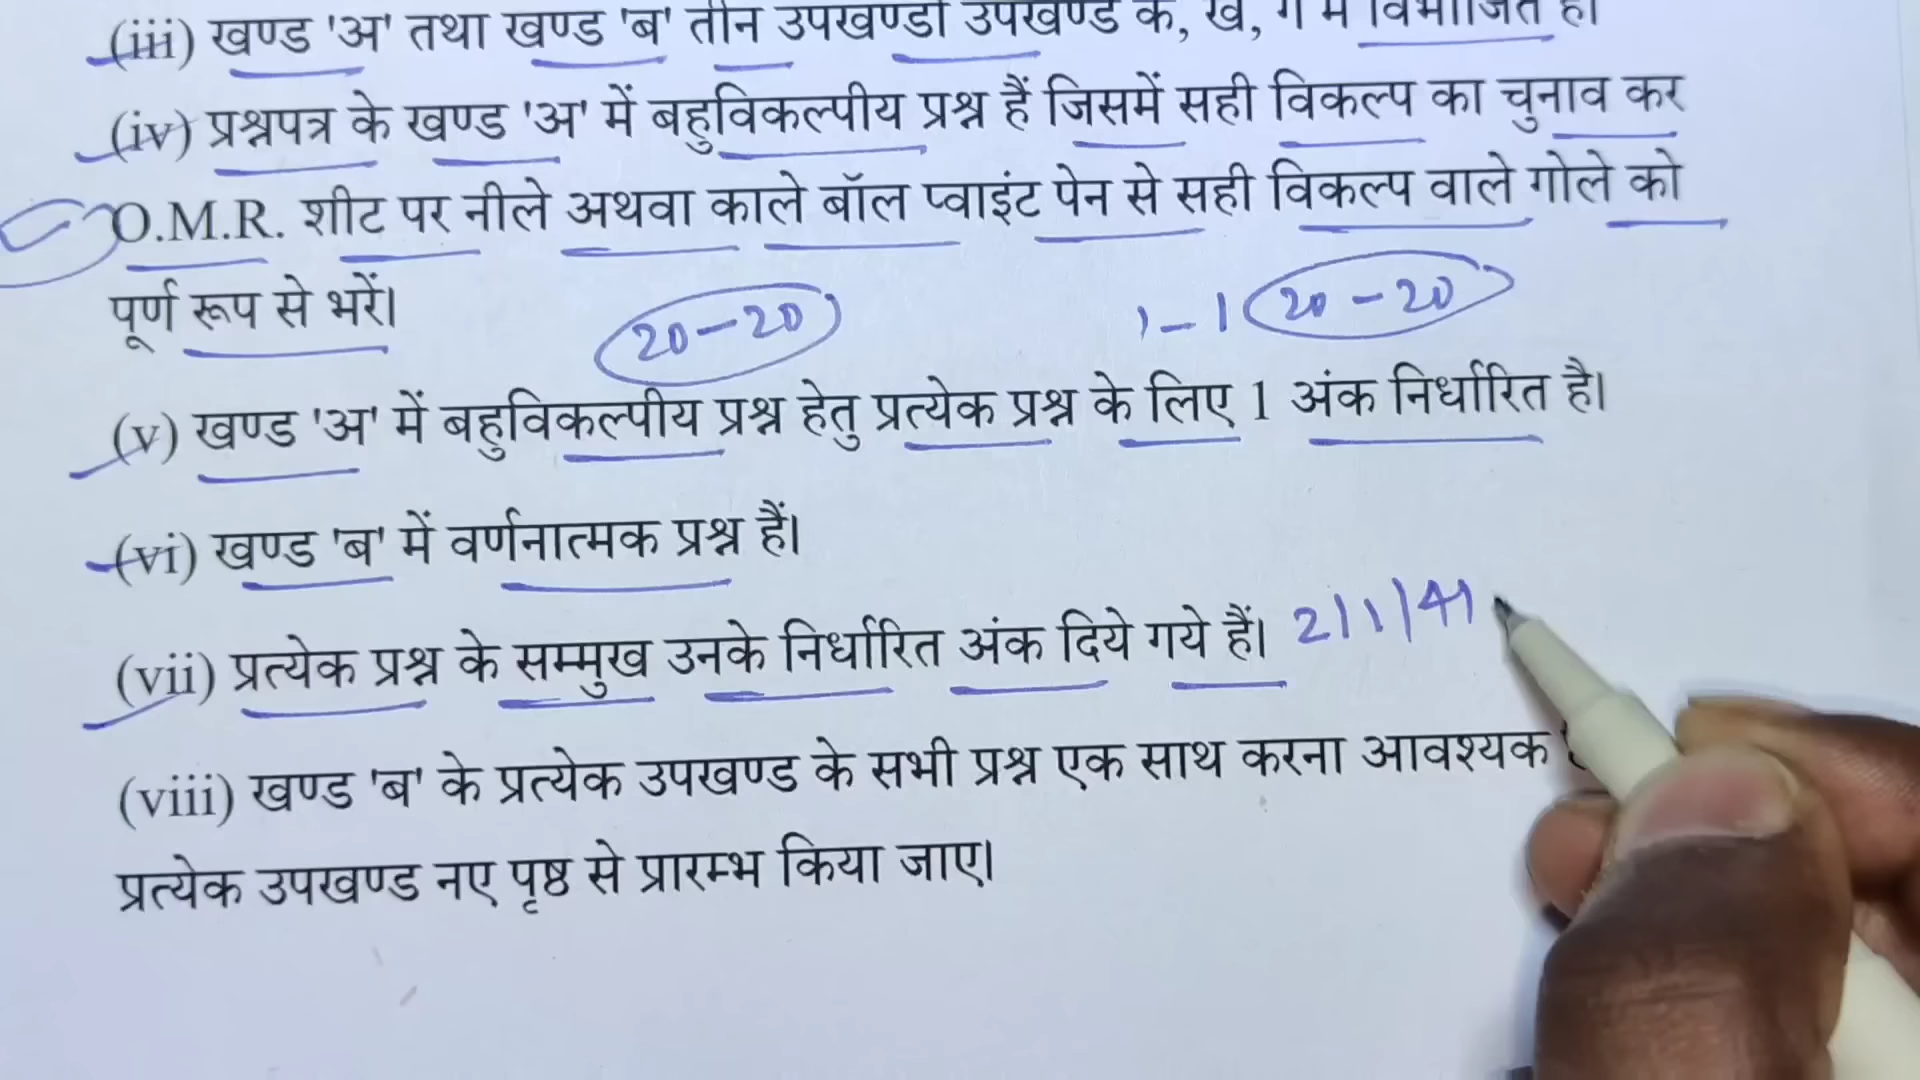 (iii) खण्ड 'अ' तथा खण्ड 'ब' तीन उपखण्डों उपखण्ड क, ख, ग में विभाजित है।
(iv) प्रश्नपत्र के खण्ड 'अ' में बहुविकल्पीय प्रश्न हैं जिसमें सही विकल्प का चुनाव कर
O.M.R. शीट पर नीले अथवा काले बॉल प्वाइंट पेन से सही विकल्प वाले गोले को
पूर्ण रूप से भरें।
20-20 1-1 20-20
(v) खण्ड 'अ' में बहुविकल्पीय प्रश्न हेतु प्रत्येक प्रश्न के लिए 1 अंक निर्धारित है।
(vi) खण्ड 'ब' में वर्णनात्मक प्रश्न हैं।
(vii) प्रत्येक प्रश्न के सम्मुख उनके निर्धारित अंक दिये गये हैं।
(viii) खण्ड 'ब' के प्रत्येक उपखण्ड के सभी प्रश्न एक साथ करना आवश्यक
प्रत्येक उपखण्ड नए पृष्ठ से प्रारम्भ किया जाए।